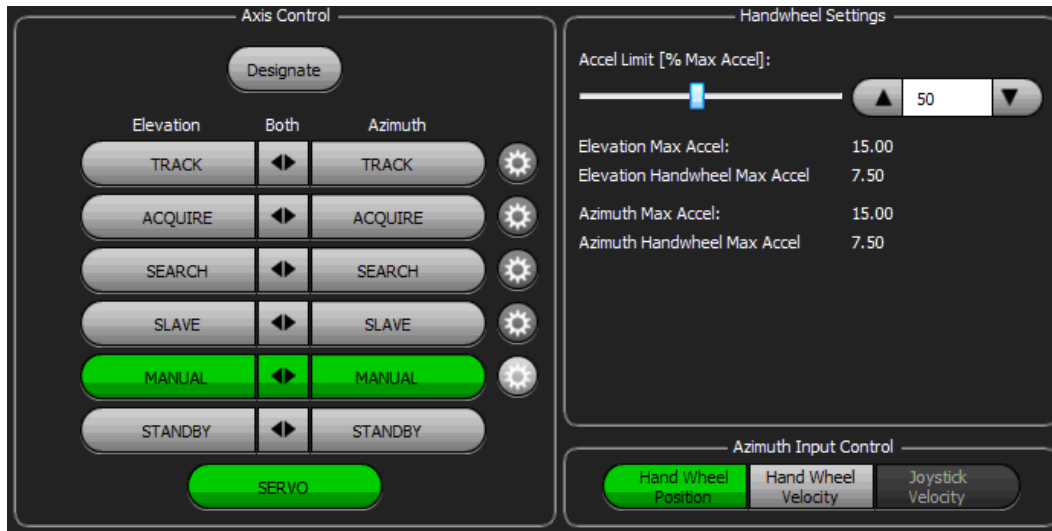 Axis Control
Designate
Elevation Both Azimuth
TRACK TRACK
ACQUIRE ACQUIRE
SEARCH SEARCH
SLAVE SLAVE
MANUAL MANUAL
STANDBY STANDBY
SERVO
Handwheel Settings
Accel Limit [% Max Accel]:
50
Elevation Max Accel: 15.00
Elevation Handwheel Max Accel 7.50
Azimuth Max Accel: 15.00
Azimuth Handwheel Max Accel 7.50
Azimuth Input Control
Hand Wheel Position
Hand Wheel Velocity
Joystick Velocity